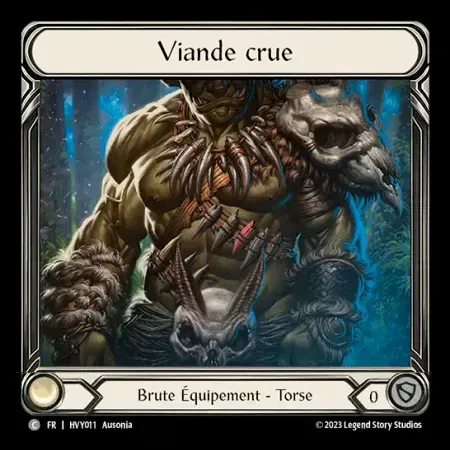 Viande crue
Brute Équipement - Torse
0
C FR | HVY011 Ausonia
© 2023 Legend Story Studios